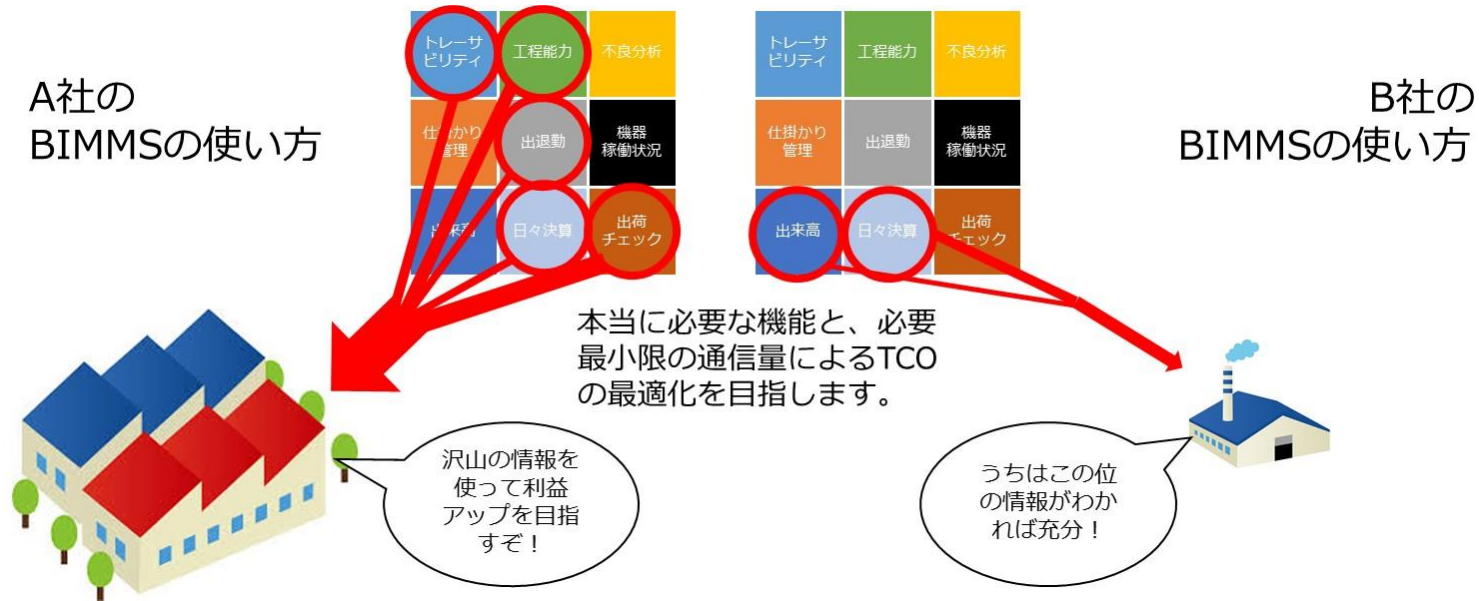 A社の
BIMMSの使い方
トレーサ
ビリティ
工程能力
不良分析
仕掛かり
管理
出退勤
機器
稼働状況
出来高
日々決算
出荷
チェック
トレーサ
ビリティ
工程能力
不良分析
仕掛かり
管理
出退勤
機器
稼働状況
出来高
日々決算
出荷
チェック
B社の
BIMMSの使い方
本当に必要な機能と、必要
最小限の通信量によるTCO
の最適化を目指します。
沢山の情報を
使って利益
アップを目指
すぞ！
うちはこの位
の情報がわか
れば充分！